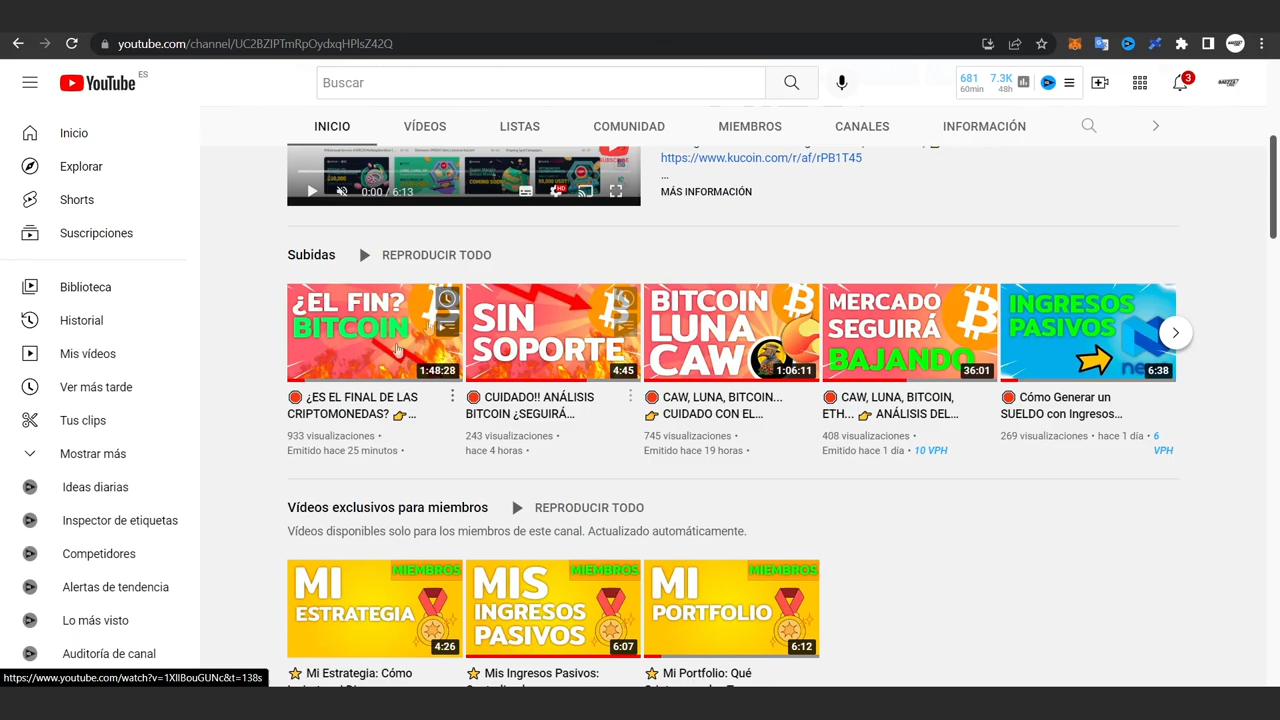 youtube.com/channel/UC2BZIPTmRpOydxqHPlsZ42Q
YouTube ES
Buscar
681 7.3K
60min 48h
3
INICIO VÍDEOS LISTAS COMUNIDAD MIEMBROS CANALES INFORMACIÓN
Inicio
Explorar
Shorts
Suscripciones
Biblioteca
Historial
Mis vídeos
Ver más tarde
Tus clips
Mostrar más
Ideas diarias
Inspector de etiquetas
Competidores
Alertas de tendencia
Lo más visto
Auditoría de canal
0:00 / 6:13
HD
https://www.kucoin.com/r/af/rPB1T45
...
MÁS INFORMACIÓN
Subidas REPRODUCIR TODO
¿EL FIN?
BITCOIN
1:48:28
¿ES EL FINAL DE LAS
CRIPTOMONEDAS? 👉...
933 visualizaciones •
Emitido hace 25 minutos •
SIN
SOPORTE
4:45
CUIDADO!! ANÁLISIS
BITCOIN ¿SEGUIRÁ...
243 visualizaciones •
hace 4 horas •
BITCOIN
LUNA
CAW
1:06:11
CAW, LUNA, BITCOIN...
👉 CUIDADO CON EL...
745 visualizaciones •
Emitido hace 19 horas •
MERCADO
SEGUIRÁ
BAJANDO
36:01
CAW, LUNA, BITCOIN,
ETH... 👉 ANÁLISIS DEL...
408 visualizaciones •
Emitido hace 1 día • 10 VPH
INGRESOS
PASIVOS
6:38
Cómo Generar un
SUELDO con Ingresos...
269 visualizaciones • hace 1 día • 6
VPH
Vídeos exclusivos para miembros REPRODUCIR TODO
Vídeos disponibles solo para los miembros de este canal. Actualizado automáticamente.
MIEMBROS
MI
ESTRATEGIA
4:26
⭐ Mi Estrategia: Cómo
MIEMBROS
MIS
INGRESOS
PASIVOS
6:07
⭐ Mis Ingresos Pasivos:
MIEMBROS
MI
PORTFOLIO
6:12
⭐ Mi Portfolio: Qué
https://www.youtube.com/watch?v=1XIlBouGUNc&t=138s